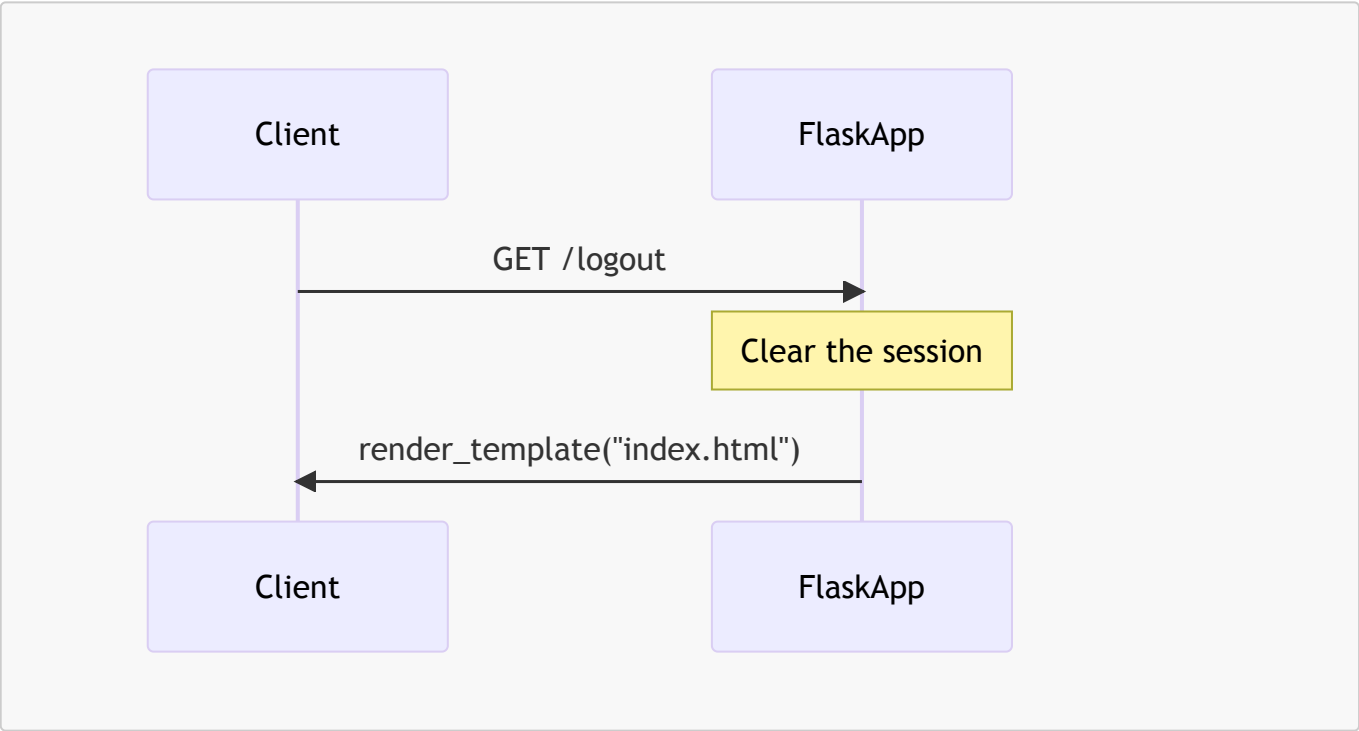 Client
FlaskApp
GET /logout
Clear the session
render_template("index.html")
Client
FlaskApp